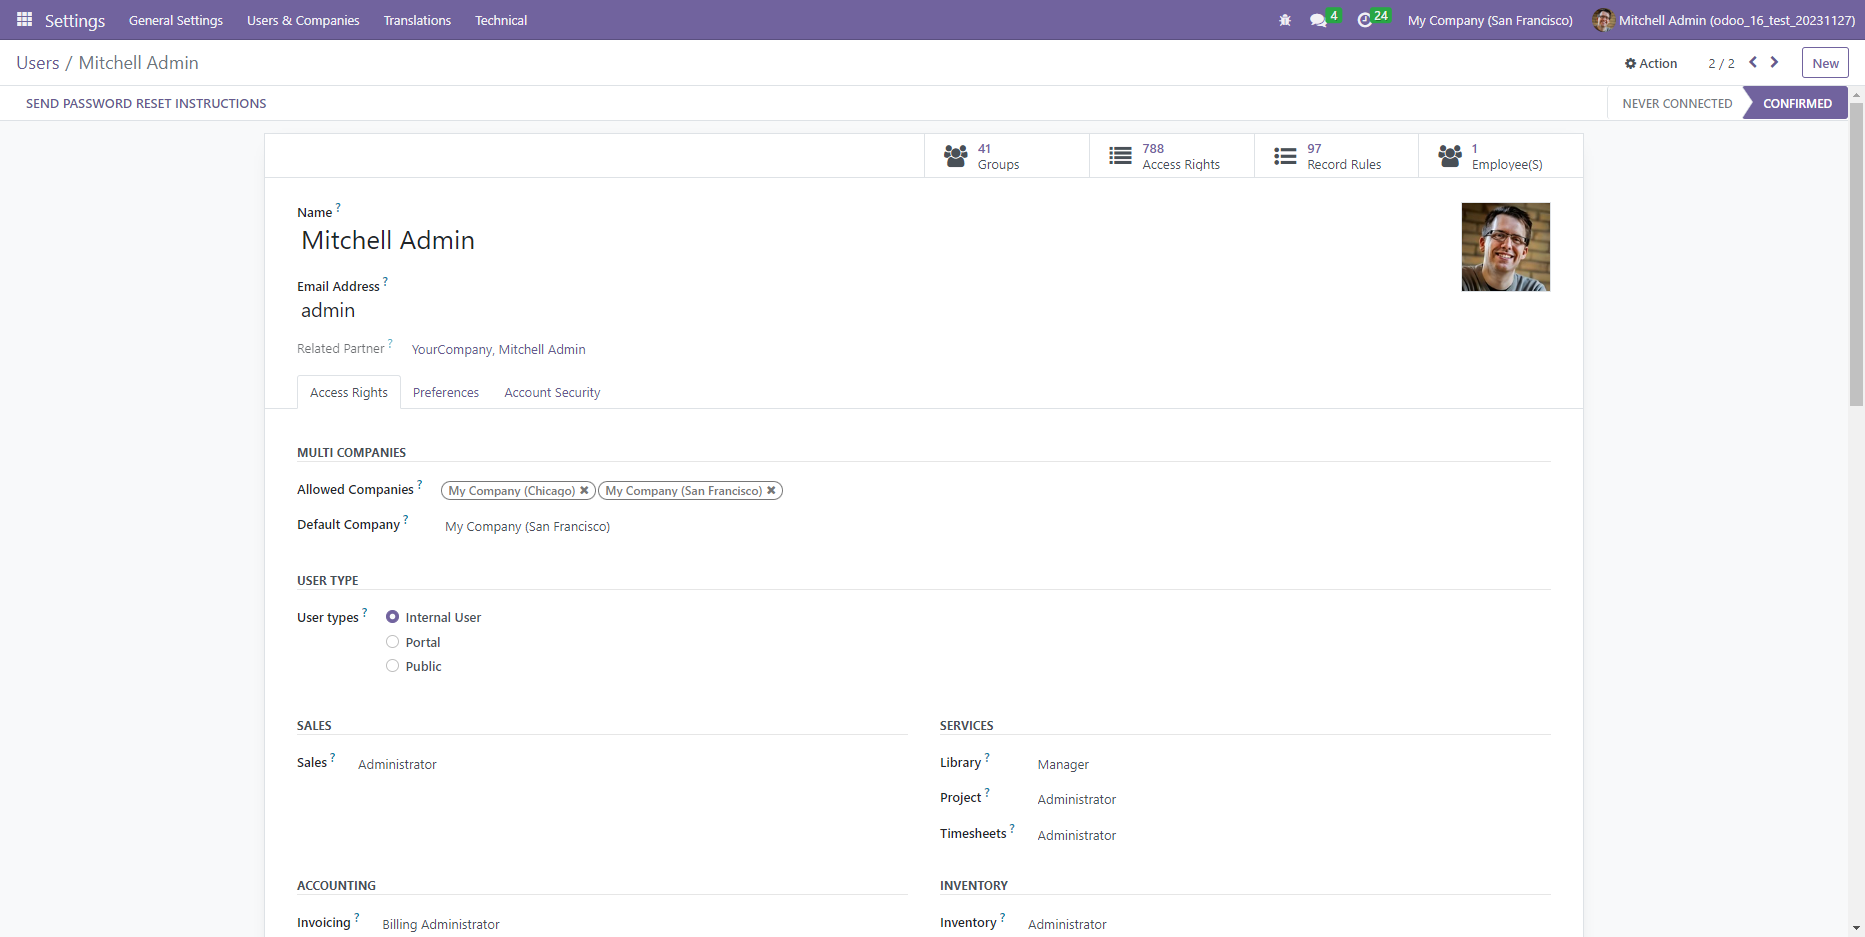 Settings General Settings Users & Companies Translations Technical 4 24 My Company (San Francisco) Mitchell Admin (odoo_16_test_20231127)
Users / Mitchell Admin Action 2 / 2 New
SEND PASSWORD RESET INSTRUCTIONS NEVER CONNECTED CONFIRMED
41 Groups
788 Access Rights
97 Record Rules
1 Employee(S)
Name ?
Mitchell Admin
Email Address ?
admin
Related Partner ? YourCompany, Mitchell Admin
Access Rights Preferences Account Security
MULTI COMPANIES
Allowed Companies ? My Company (Chicago) ✖ My Company (San Francisco) ✖
Default Company ? My Company (San Francisco)
USER TYPE
User types ? Internal User
Portal
Public
SALES
Sales ? Administrator
SERVICES
Library ? Manager
Project ? Administrator
Timesheets ? Administrator
ACCOUNTING
Invoicing ? Billing Administrator
INVENTORY
Inventory ? Administrator